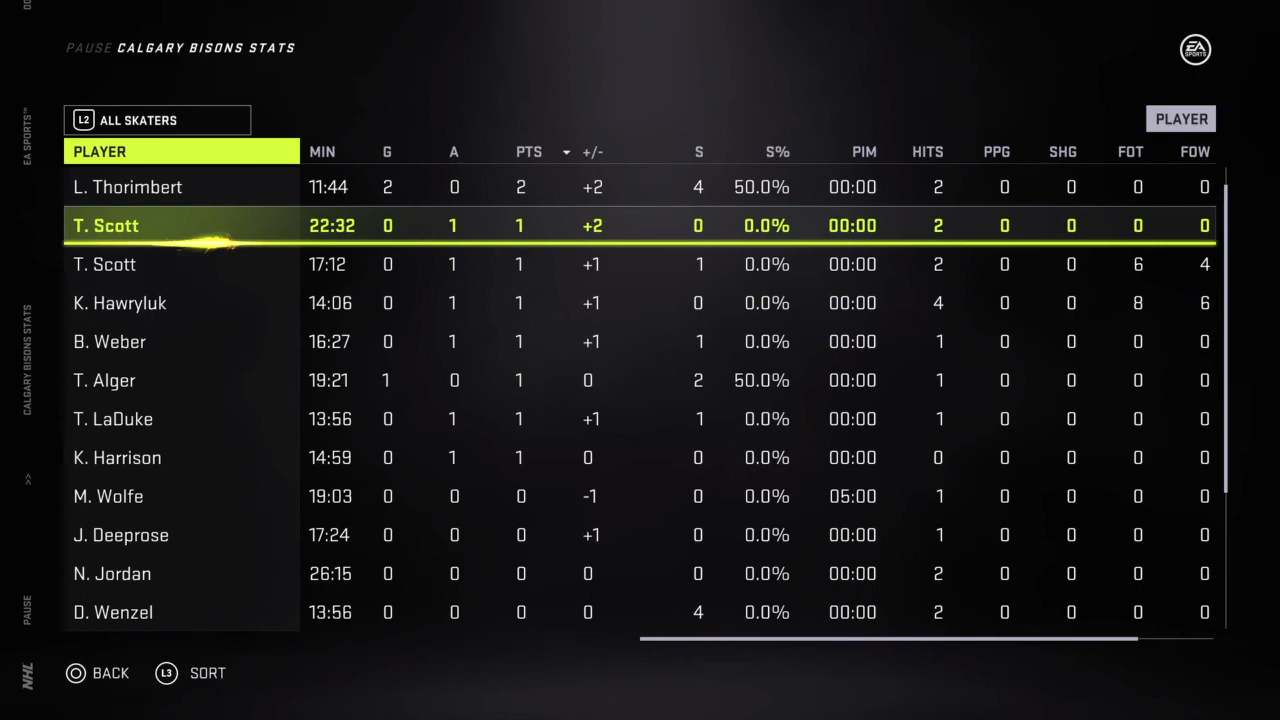 PAUSE CALGARY BISONS STATS
EA SPORTS
L2 ALL SKATERS
PLAYER
PLAYER MIN G A PTS +/- S S% PIM HITS PPG SHG FOT FOW
L. Thorimbert 11:44 2 0 2 +2 4 50.0% 00:00 2 0 0 0 0
T. Scott 22:32 0 1 1 +2 0 0.0% 00:00 2 0 0 0 0
T. Scott 17:12 0 1 1 +1 1 0.0% 00:00 2 0 0 6 4
K. Hawryluk 14:06 0 1 1 +1 0 0.0% 00:00 4 0 0 8 6
B. Weber 16:27 0 1 1 +1 1 0.0% 00:00 1 0 0 0 0
T. Alger 19:21 1 0 1 0 2 50.0% 00:00 1 0 0 0 0
T. LaDuke 13:56 0 1 1 +1 1 0.0% 00:00 1 0 0 0 0
K. Harrison 14:59 0 1 1 0 0 0.0% 00:00 0 0 0 0 0
M. Wolfe 19:03 0 0 0 -1 0 0.0% 05:00 1 0 0 0 0
J. Deeprose 17:24 0 0 0 +1 0 0.0% 00:00 1 0 0 0 0
N. Jordan 26:15 0 0 0 0 0 0.0% 00:00 2 0 0 0 0
D. Wenzel 13:56 0 0 0 0 4 0.0% 00:00 2 0 0 0 0
BACK L3 SORT
NHL
PAUSE
>>
CALGARY BISONS STATS
EA SPORTS™